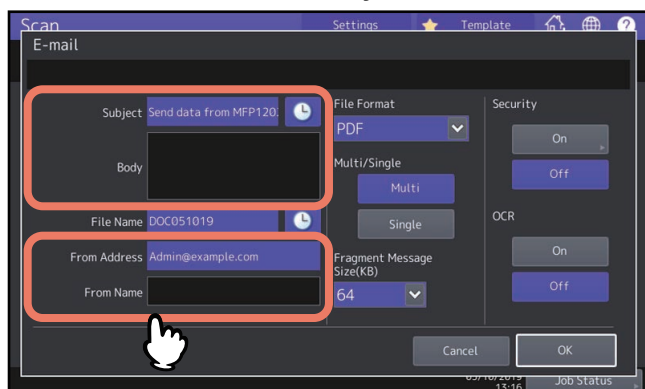 Scan
Settings
Template
E-mail
Subject
Send data from MFP120
Body
File Name
DOC051019
From Address
Admin@example.com
From Name
File Format
PDF
Multi/Single
Multi
Single
Fragment Message
Size(KB)
64
Security
On
Off
OCR
On
Off
Cancel
OK
13:16
Job Status